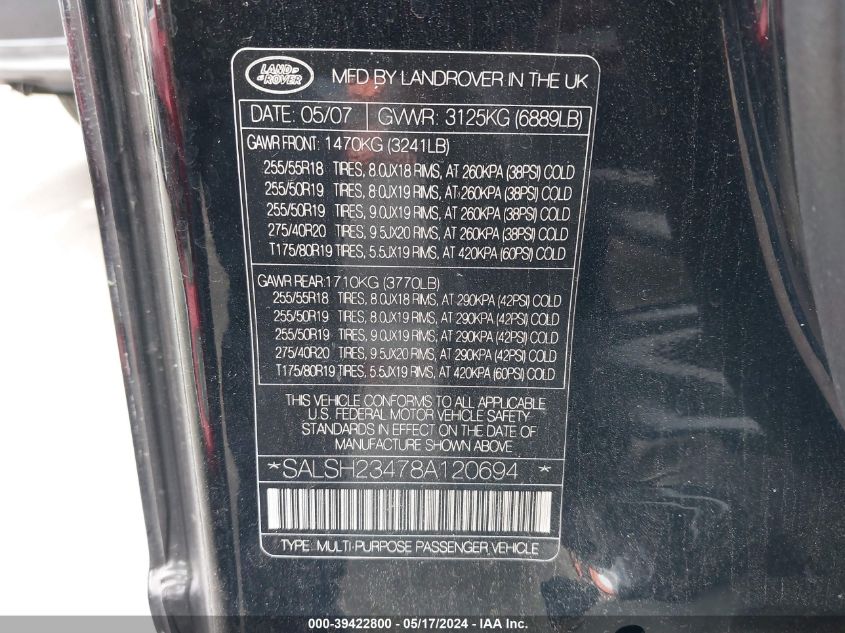 LAND ROVER
MFD BY LANDROVER IN THE UK
DATE: 05/07 GVWR: 3125KG (6889LB)
GAWR FRONT: 1470KG (3241LB)
255/55R18 TIRES, 8.0JX18 RIMS, AT 260KPA (38PSI) COLD
255/50R19 TIRES, 8.0JX19 RIMS, AT 260KPA (38PSI) COLD
255/50R19 TIRES, 9.0JX19 RIMS, AT 260KPA (38PSI) COLD
275/40R20 TIRES, 9.5JX20 RIMS, AT 260KPA (38PSI) COLD
T175/80R19 TIRES, 5.5JX19 RIMS, AT 420KPA (60PSI) COLD
GAWR REAR: 1710KG (3770LB)
255/55R18 TIRES, 8.0JX18 RIMS, AT 290KPA (42PSI) COLD
255/50R19 TIRES, 8.0JX19 RIMS, AT 290KPA (42PSI) COLD
255/50R19 TIRES, 9.0JX19 RIMS, AT 290KPA (42PSI) COLD
275/40R20 TIRES, 9.5JX20 RIMS, AT 290KPA (42PSI) COLD
T175/80R19 TIRES, 5.5JX19 RIMS, AT 420KPA (60PSI) COLD
THIS VEHICLE CONFORMS TO ALL APPLICABLE
U.S. FEDERAL MOTOR VEHICLE SAFETY
STANDARDS IN EFFECT ON THE DATE OF
MANUFACTURE SHOWN ABOVE
*SALSH23478A120694 *
TYPE: MULTI-PURPOSE PASSENGER VEHICLE
000-39422800 - 05/17/2024 - IAA Inc.